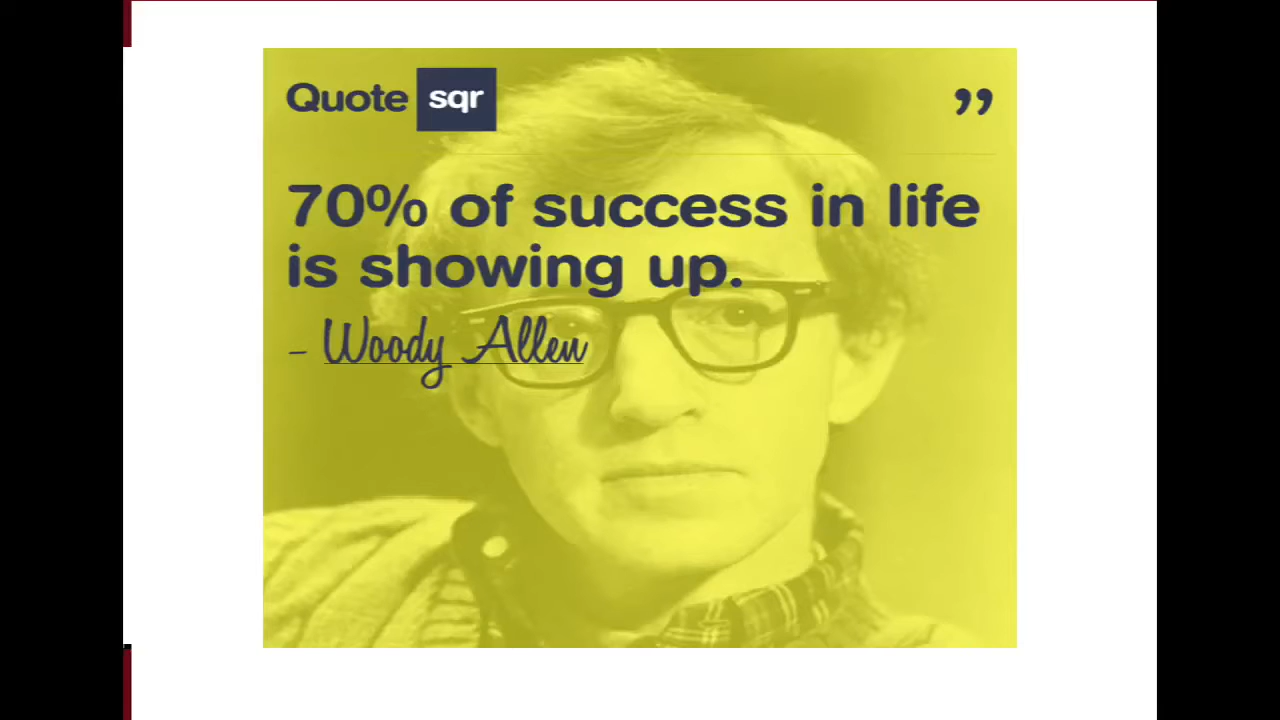 Quote sqr ”
70% of success in life
is showing up.
– Woody Allen